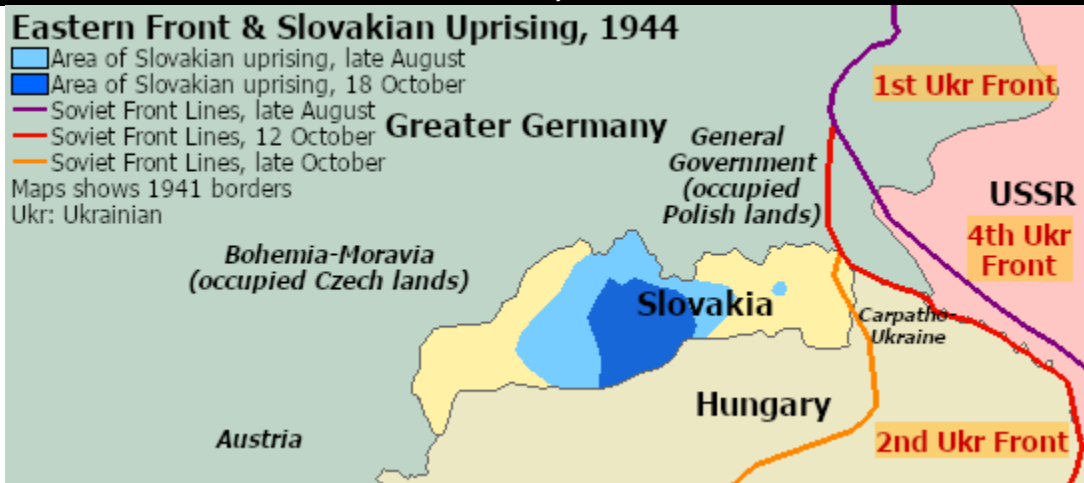 Eastern Front & Slovakian Uprising, 1944
Area of Slovakian uprising, late August
Area of Slovakian uprising, 18 October
Soviet Front Lines, late August
Soviet Front Lines, 12 October
Soviet Front Lines, late October
Maps shows 1941 borders
Ukr: Ukrainian
Greater Germany
General
Government
(occupied
Polish lands)
1st Ukr Front
USSR
4th Ukr
Front
Bohemia-Moravia
(occupied Czech lands)
Slovakia
Carpatho-
Ukraine
Hungary
Austria
2nd Ukr Front